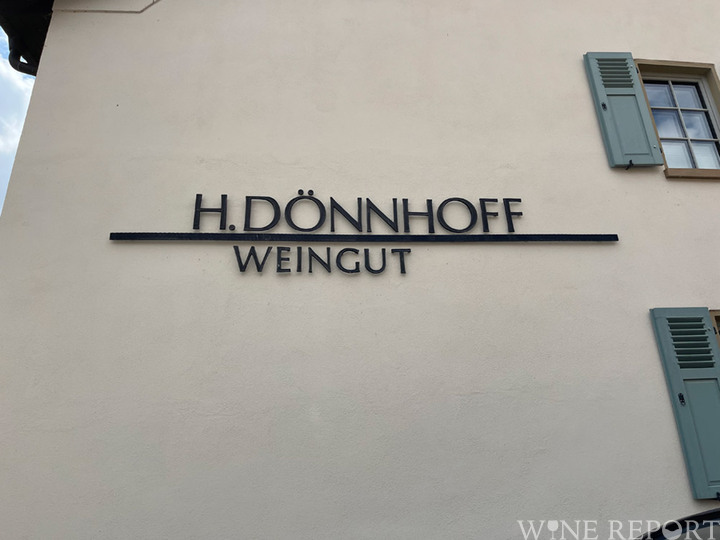 H. DÖNNHOFF
WEINGUT
WINE REPORT